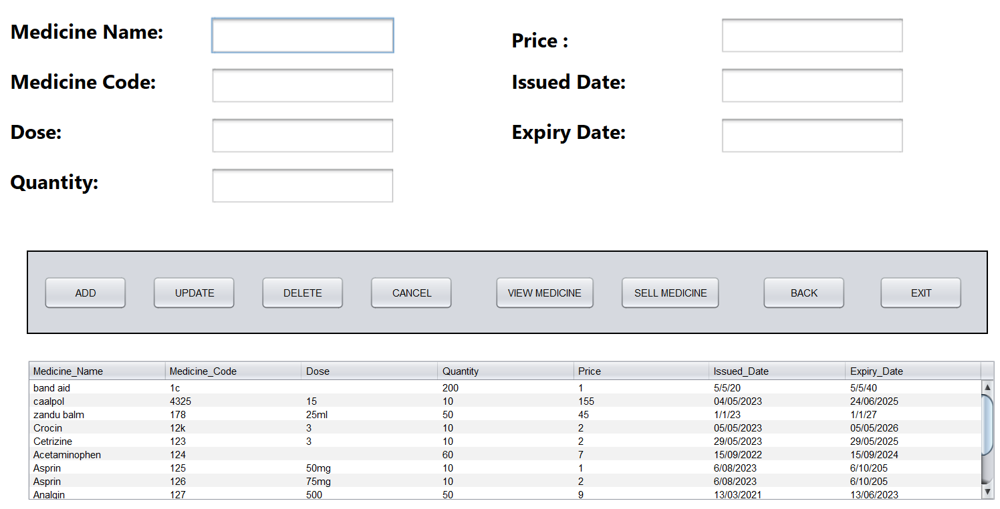 Medicine Name:
Price :
Medicine Code:
Issued Date:
Dose:
Expiry Date:
Quantity:
ADD UPDATE DELETE CANCEL VIEW MEDICINE SELL MEDICINE BACK EXIT
Medicine_Name Medicine_Code Dose Quantity Price Issued_Date Expiry_Date
band aid 1c 200 1 5/5/20 5/5/40
caalpol 4325 15 10 155 04/05/2023 24/06/2025
zandu balm 178 25ml 50 45 1/1/23 1/1/27
Crocin 12k 3 10 2 05/05/2023 05/05/2026
Cetrizine 123 3 10 2 29/05/2023 29/05/2025
Acetaminophen 124 60 7 15/09/2022 15/09/2024
Asprin 125 50mg 10 1 6/08/2023 6/10/205
Asprin 126 75mg 10 2 6/08/2023 6/10/205
Analgin 127 500 50 9 13/03/2021 13/06/2023